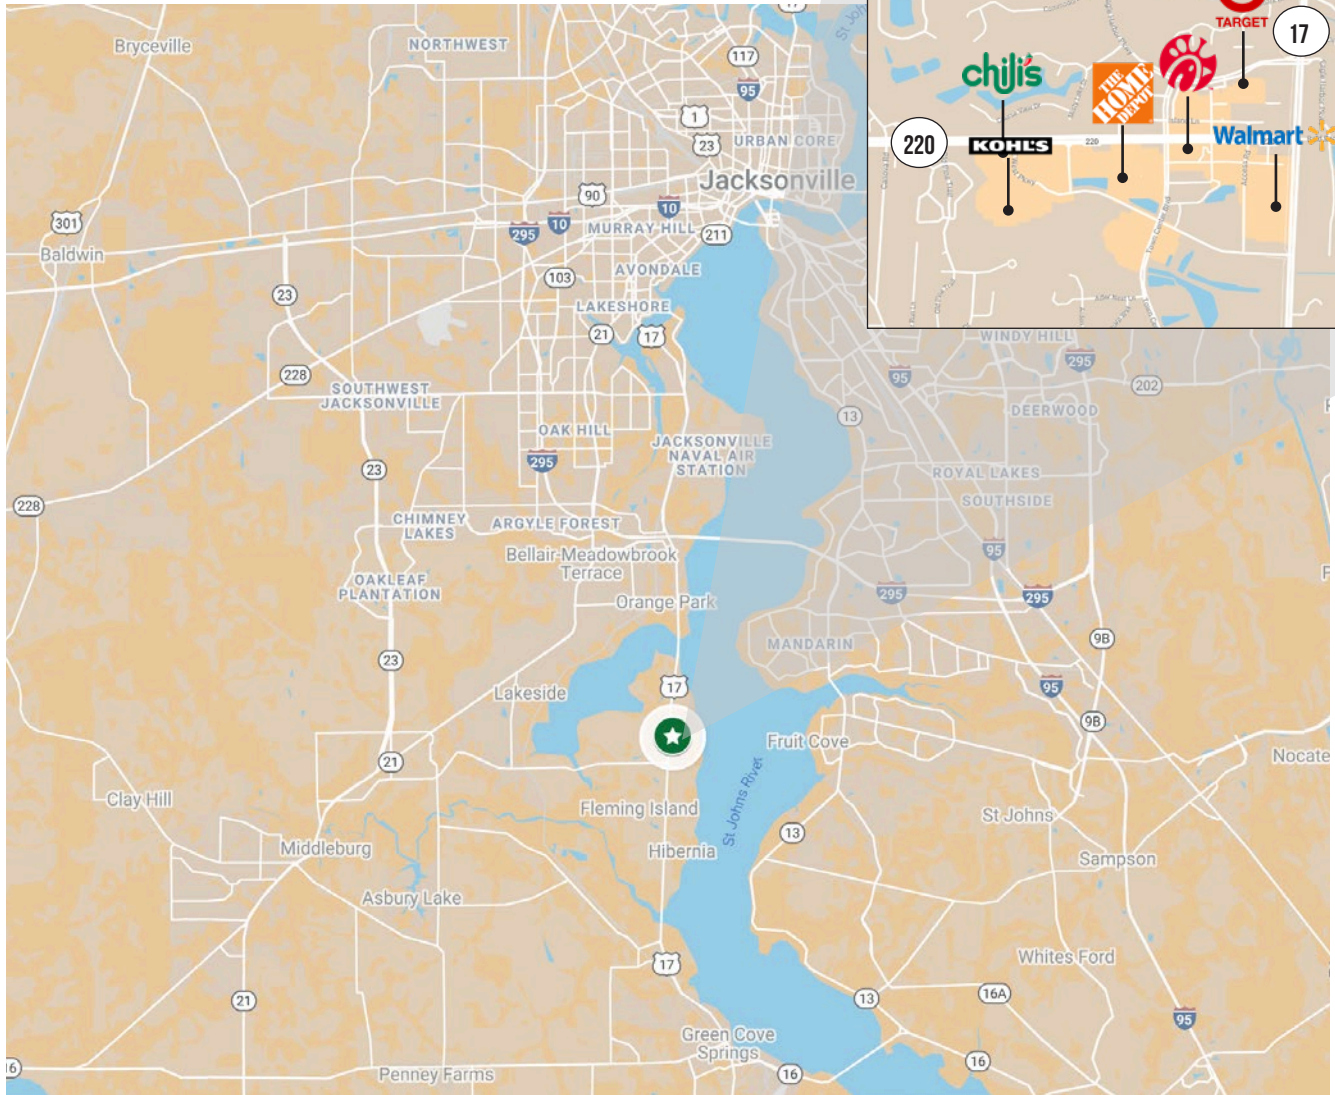 17
Bryceville
NORTHWEST
117
St Joh
TARGET
17
chili's
THE
HOME
DEPOT
95
1
23
URBAN CORE
220
KOHL'S
220
Walmart
Jacksonville
90
10
10
295
MURRAY HILL
211
301
Baldwin
103
AVONDALE
23
LAKESHORE
21
17
WINDY HILL
228
SOUTHWEST
JACKSONVILLE
95
295
202
13
DEERWOOD
OAK HILL
JACKSONVILLE
NAVAL AIR
STATION
295
23
ROYAL LAKES
SOUTHSIDE
228
CHIMNEY
LAKES
ARGYLE FOREST
95
Bellair-Meadowbrook
Terrace
OAKLEAF
PLANTATION
Orange Park
295
295
MANDARIN
9B
23
17
95
Lakeside
9B
Fruit Cove
Nocate
21
Clay Hill
Fleming Island
St Johns River
St Johns
13
Middleburg
Hibernia
Sampson
Asbury Lake
Whites Ford
17
16A
21
13
95
Green Cove
Springs
16
16
Penney Farms
16